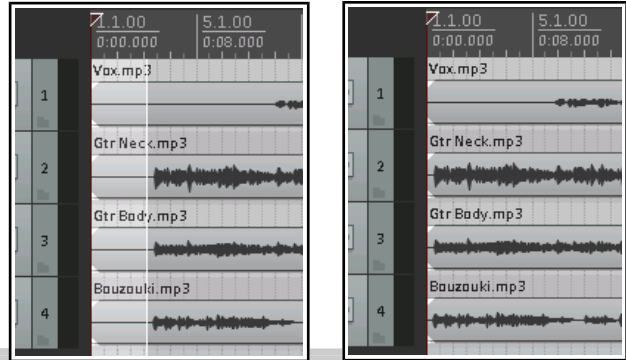 1.1.00 5.1.00
0:00.000 0:08.000
Vox.mp3
1
Gtr Neck.mp3
2
Gtr Body.mp3
3
Bouzouki.mp3
4
1.1.00 5.1.00
0:00.000 0:08.000
Vox.mp3
1
Gtr Neck.mp3
2
Gtr Body.mp3
3
Bouzouki.mp3
4